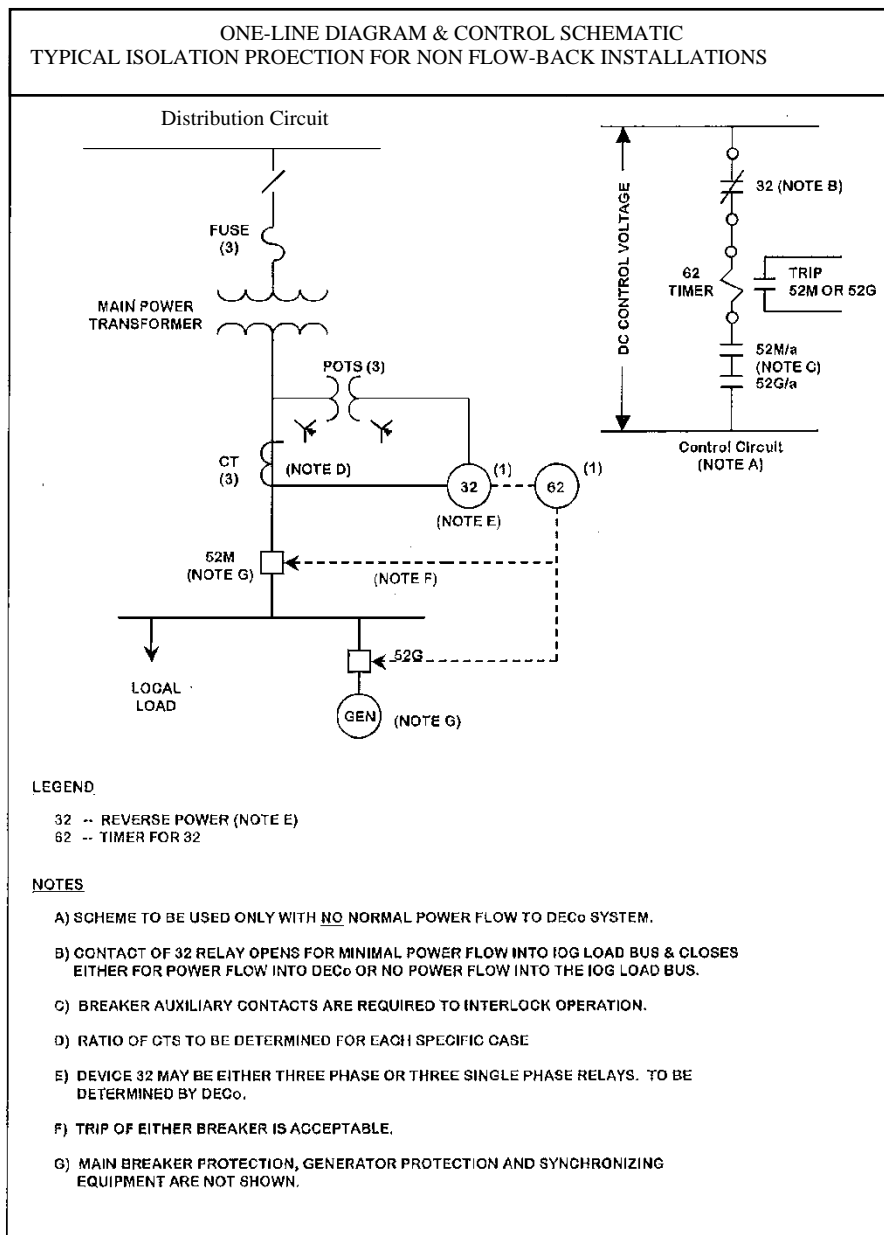 ONE-LINE DIAGRAM & CONTROL SCHEMATIC
TYPICAL ISOLATION PROECTION FOR NON FLOW-BACK INSTALLATIONS
Distribution Circuit
FUSE
(3)
MAIN POWER
TRANSFORMER
POTS (3)
CT
(3)
(NOTE D)
32
(1)
62
(1)
(NOTE E)
52M
(NOTE G)
(NOTE F)
52G
LOCAL
LOAD
GEN
(NOTE G)
DC CONTROL VOLTAGE
32 (NOTE B)
62
TIMER
TRIP
52M OR 52G
52M/a
(NOTE C)
52G/a
Control Circuit
(NOTE A)
LEGEND
32 -- REVERSE POWER (NOTE E)
62 -- TIMER FOR 32
NOTES
A) SCHEME TO BE USED ONLY WITH NO NORMAL POWER FLOW TO DECo SYSTEM.
B) CONTACT OF 32 RELAY OPENS FOR MINIMAL POWER FLOW INTO IOG LOAD BUS & CLOSES
EITHER FOR POWER FLOW INTO DECo OR NO POWER FLOW INTO THE IOG LOAD BUS.
C) BREAKER AUXILIARY CONTACTS ARE REQUIRED TO INTERLOCK OPERATION.
D) RATIO OF CTS TO BE DETERMINED FOR EACH SPECIFIC CASE
E) DEVICE 32 MAY BE EITHER THREE PHASE OR THREE SINGLE PHASE RELAYS. TO BE
DETERMINED BY DECo.
F) TRIP OF EITHER BREAKER IS ACCEPTABLE.
G) MAIN BREAKER PROTECTION, GENERATOR PROTECTION AND SYNCHRONIZING
EQUIPMENT ARE NOT SHOWN.